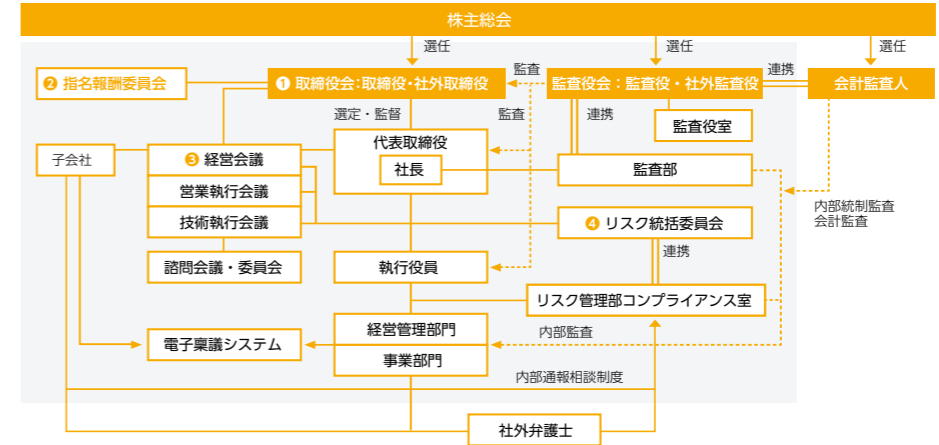 株主総会
選任
選任
選任
❷ 指名報酬委員会
❶ 取締役会:取締役・社外取締役
監査
監査役会:監査役・社外監査役
連携
会計監査人
選定・監督
監査
連携
監査役室
子会社
❸ 経営会議
代表取締役
社長
監査部
営業執行会議
技術執行会議
❹ リスク統括委員会
内部統制監査
会計監査
諮問会議・委員会
執行役員
連携
リスク管理部コンプライアンス室
電子稟議システム
経営管理部門
事業部門
内部監査
内部通報相談制度
社外弁護士